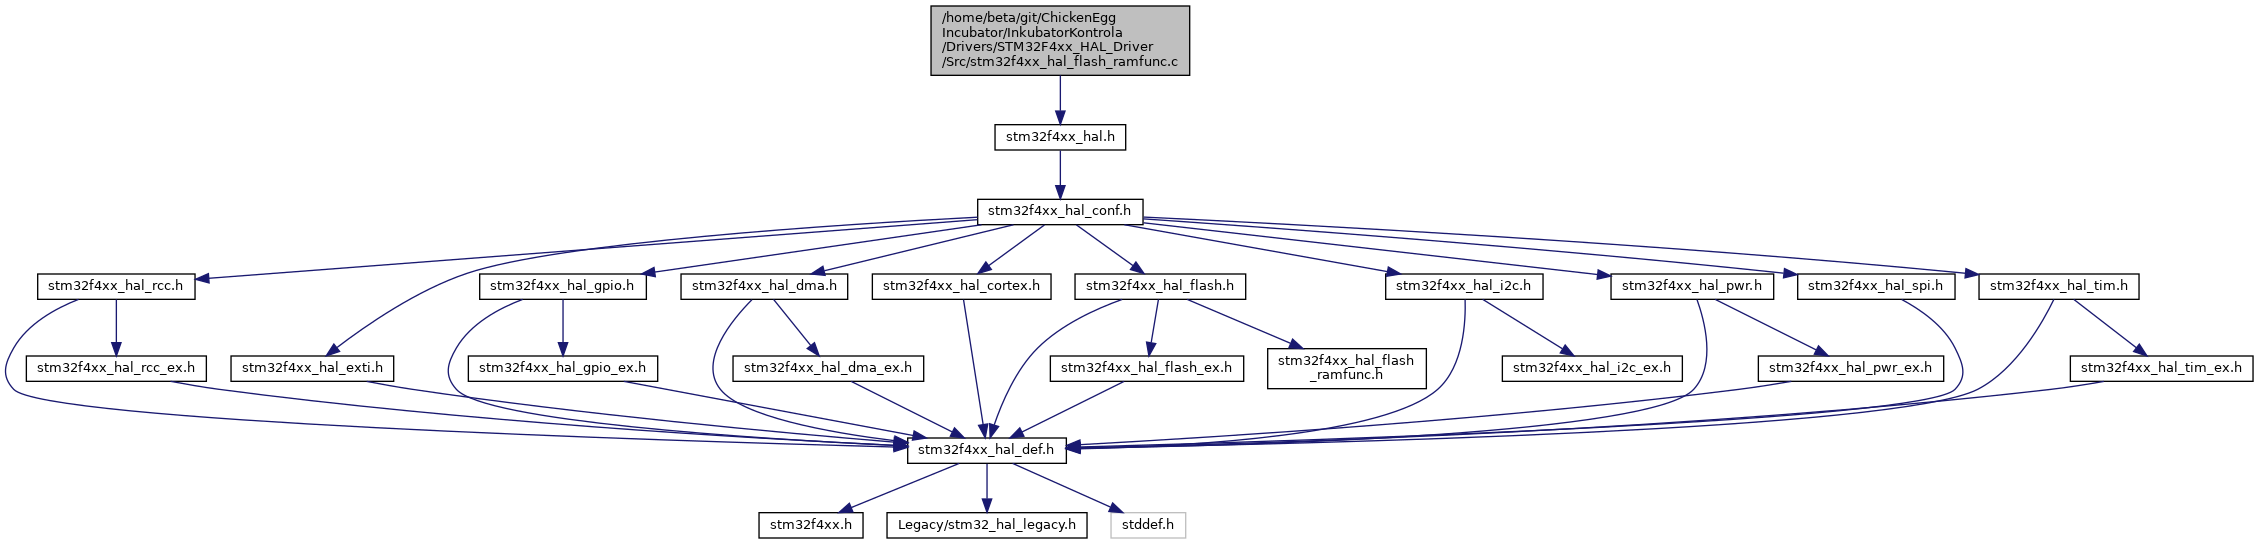 /home/beta/git/ChickenEgg
Incubator/InkubatorKontrola
/Drivers/STM32F4xx_HAL_Driver
/Src/stm32f4xx_hal_flash_ramfunc.c
stm32f4xx_hal.h
stm32f4xx_hal_conf.h
stm32f4xx_hal_rcc.h
stm32f4xx_hal_gpio.h
stm32f4xx_hal_dma.h
stm32f4xx_hal_cortex.h
stm32f4xx_hal_flash.h
stm32f4xx_hal_i2c.h
stm32f4xx_hal_pwr.h
stm32f4xx_hal_spi.h
stm32f4xx_hal_tim.h
stm32f4xx_hal_rcc_ex.h
stm32f4xx_hal_exti.h
stm32f4xx_hal_gpio_ex.h
stm32f4xx_hal_dma_ex.h
stm32f4xx_hal_flash_ex.h
stm32f4xx_hal_flash
_ramfunc.h
stm32f4xx_hal_i2c_ex.h
stm32f4xx_hal_pwr_ex.h
stm32f4xx_hal_tim_ex.h
stm32f4xx_hal_def.h
stm32f4xx.h
Legacy/stm32_hal_legacy.h
stddef.h